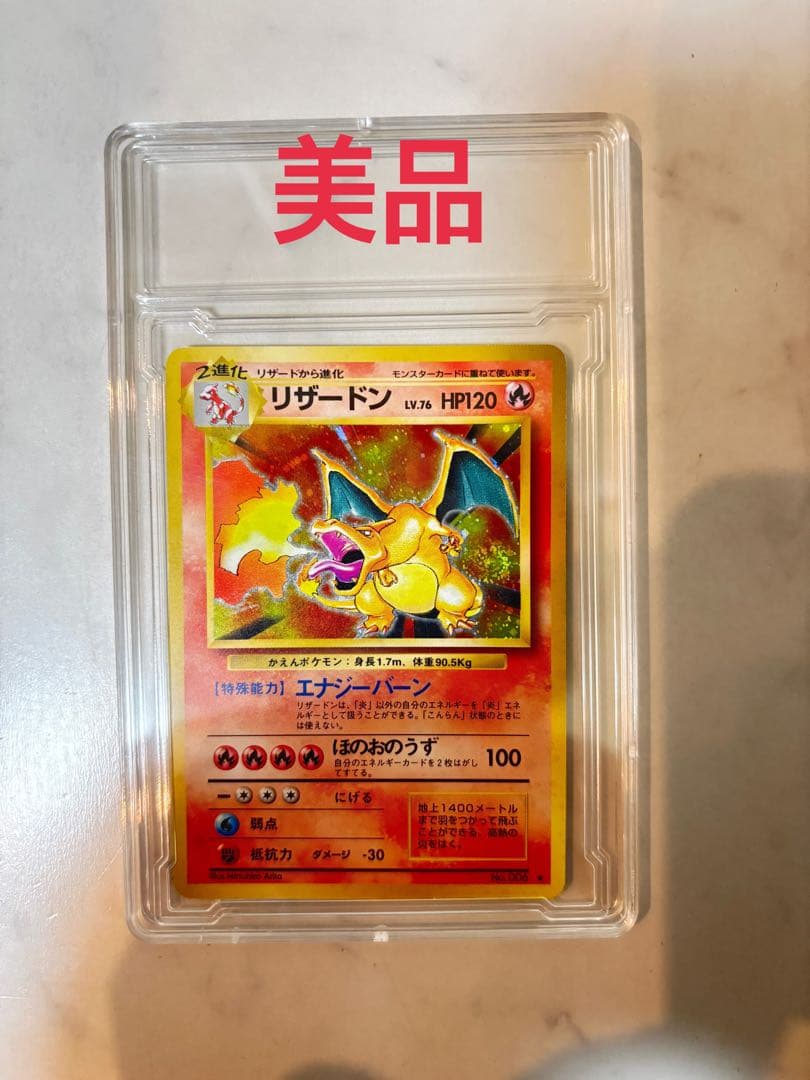 美品
2進化 リザードから進化 モンスターカードに重ねて使います。
リザードン LV.76 HP120
かえんポケモン：身長1.7m、体重90.5Kg
【特殊能力】エナジーバーン
リザードンは、「炎」以外の自分のエネルギーを「炎」エネ
ルギーとして扱うことができる。「こんらん」状態のときに
は使えない。
ほのおのうず 100
自分のエネルギーカードを2枚はがし
てすてる。
にげる
弱点
抵抗力 ダメージ -30
地上1400メートル
まで羽をつかって飛ぶ
ことができる。高熱の
炎をはく。
Illus. Mitsuhiro Arita No.006 ★